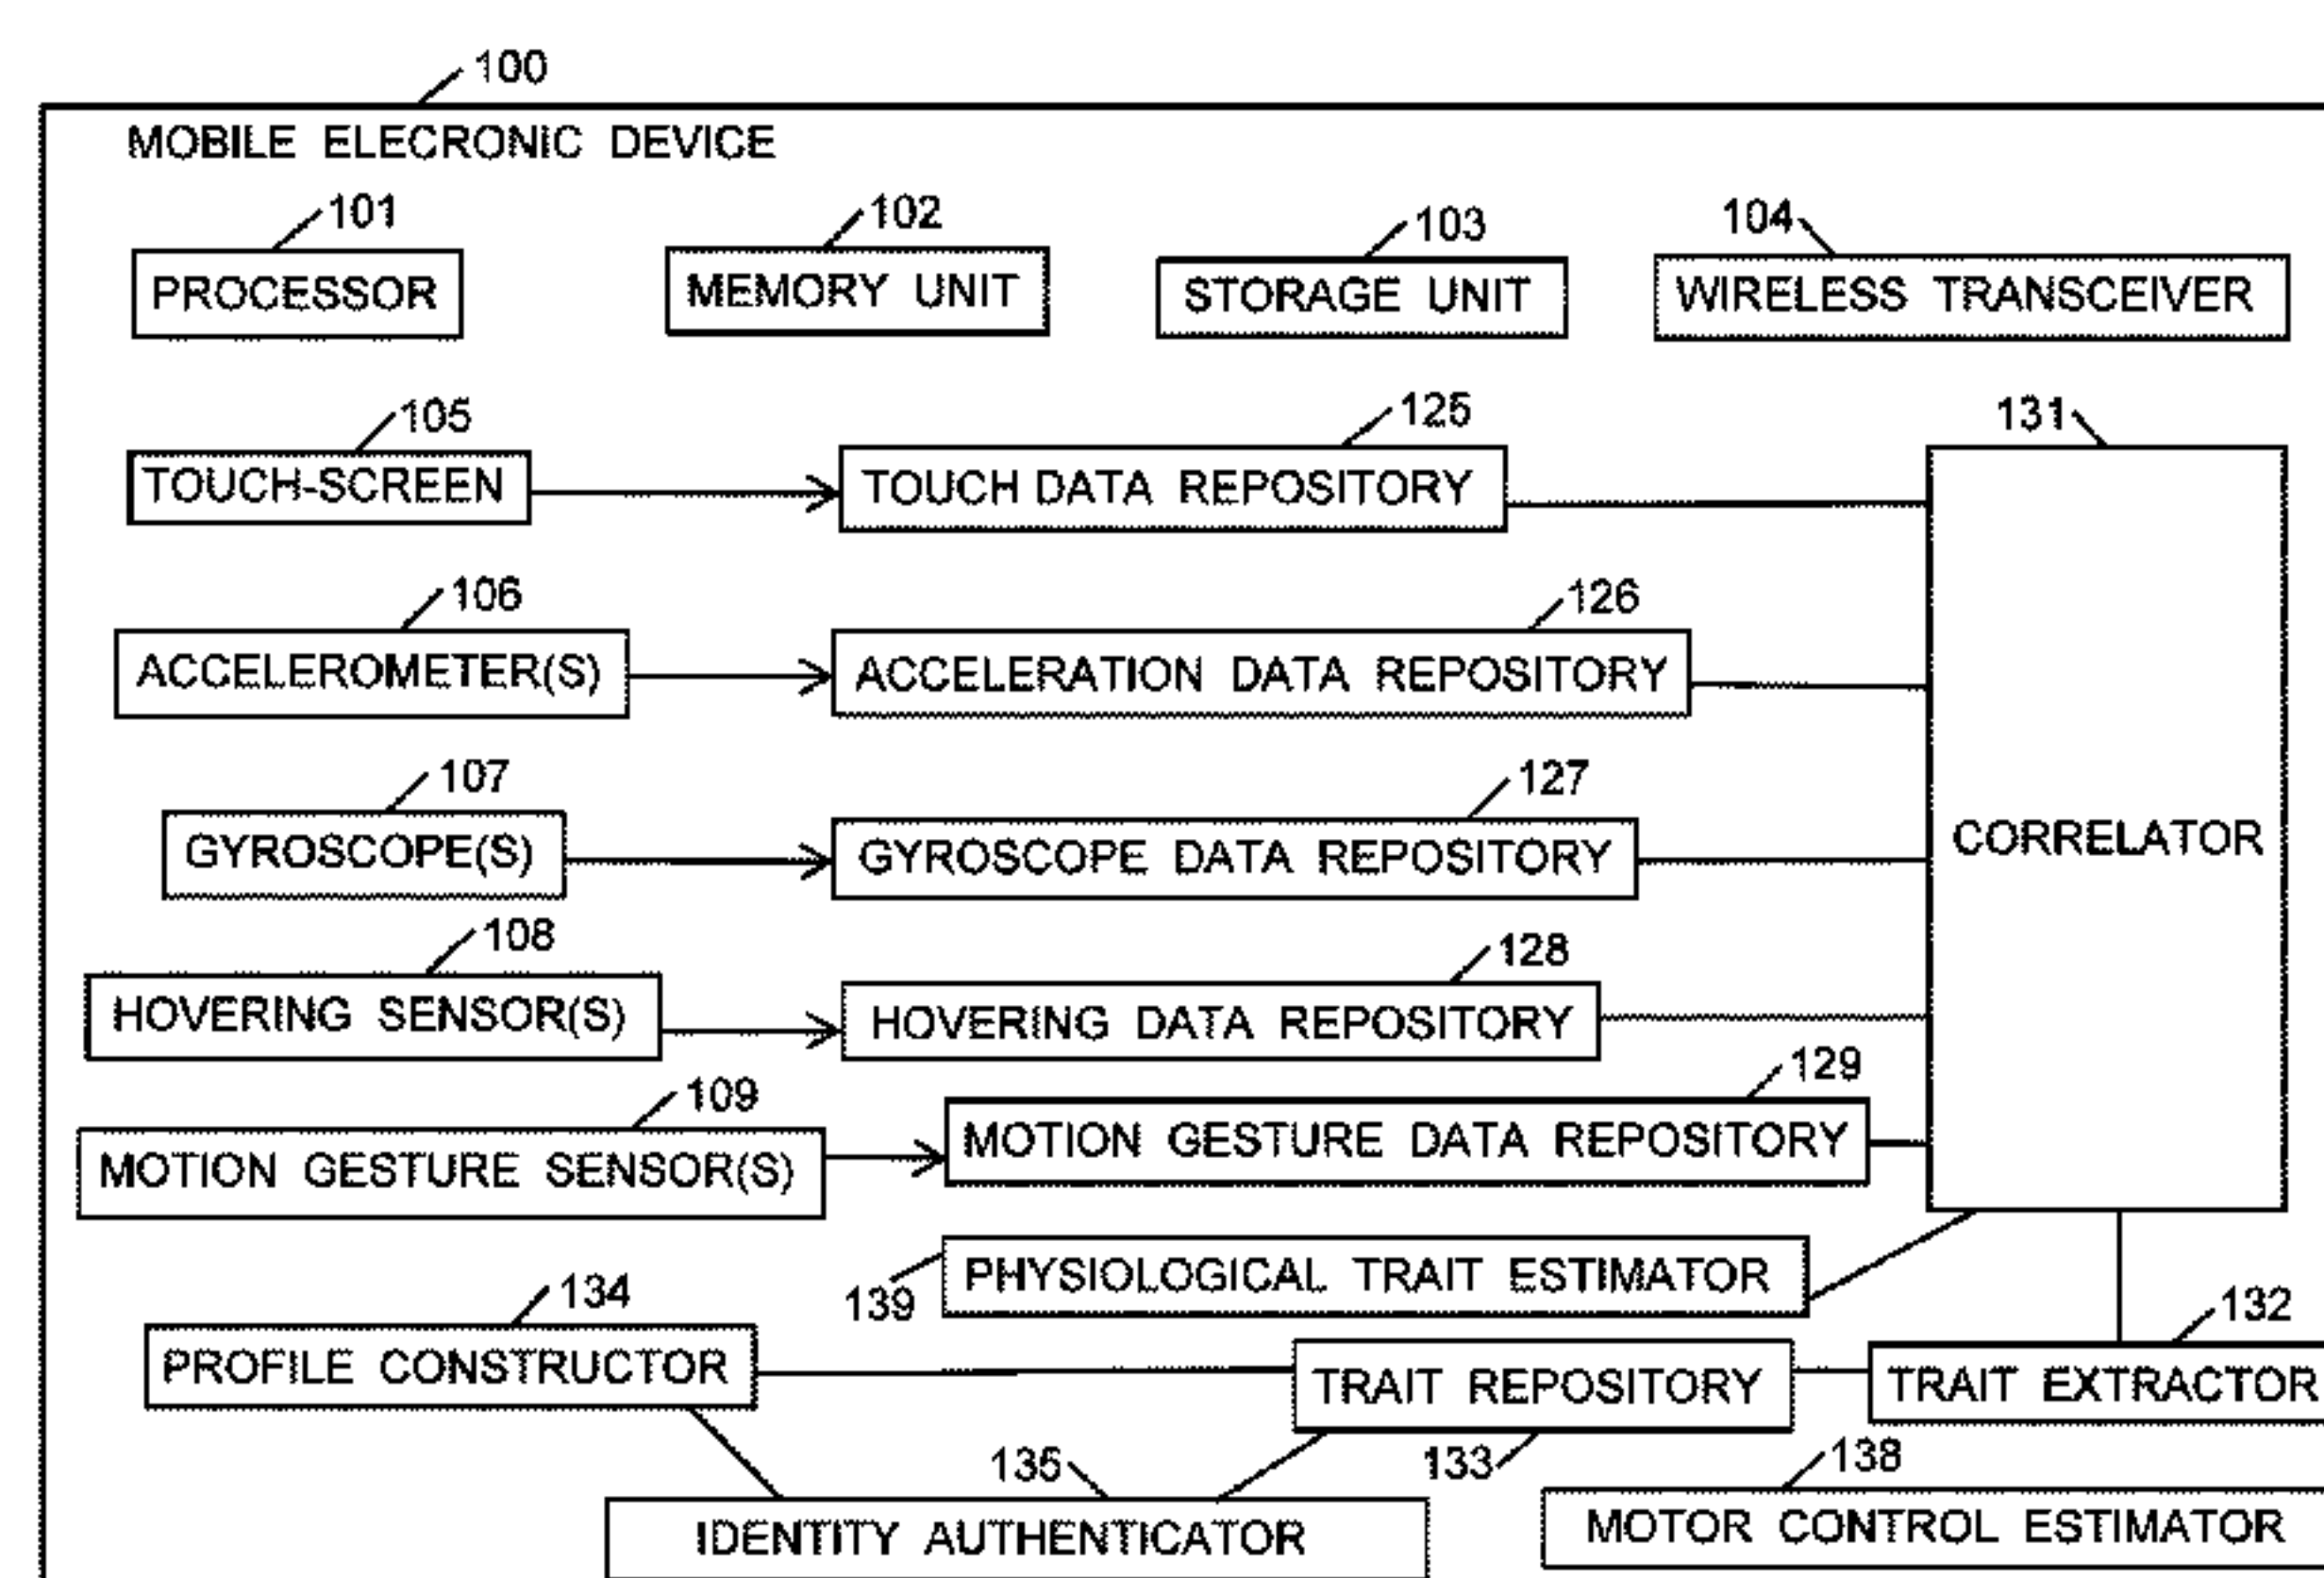 100
MOBILE ELECRONIC DEVICE
101
102
103
104
PROCESSOR
MEMORY UNIT
STORAGE UNIT
WIRELESS TRANSCEIVER
105
125
131
TOUCH-SCREEN
TOUCH DATA REPOSITORY
106
126
ACCELEROMETER(S)
ACCELERATION DATA REPOSITORY
107
127
GYROSCOPE(S)
GYROSCOPE DATA REPOSITORY
CORRELATOR
108
128
HOVERING SENSOR(S)
HOVERING DATA REPOSITORY
109
129
MOTION GESTURE SENSOR(S)
MOTION GESTURE DATA REPOSITORY
139
PHYSIOLOGICAL TRAIT ESTIMATOR
134
132
PROFILE CONSTRUCTOR
TRAIT REPOSITORY
TRAIT EXTRACTOR
135
133
138
IDENTITY AUTHENTICATOR
MOTOR CONTROL ESTIMATOR